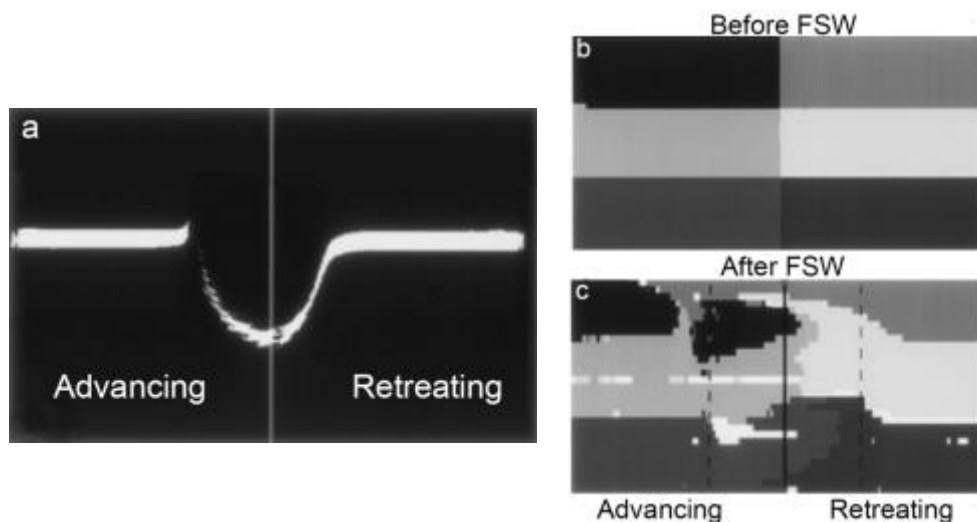 a
Advancing
Retreating
Before FSW
b
After FSW
c
Advancing
Retreating